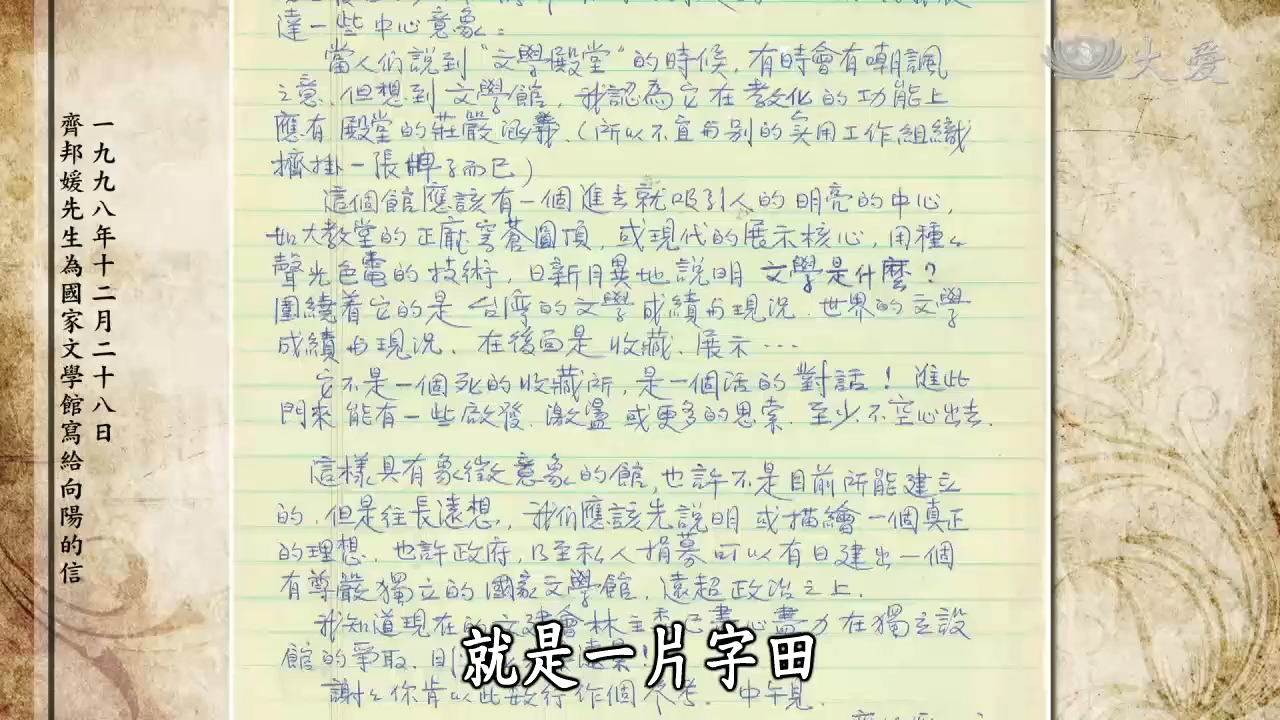 一九九八年十二月二十八日
齊邦媛先生為國家文學館寫給向陽的信
大愛
達一些中心意象：
當人們說到“文學殿堂”的時候，有時會有嘲諷
之意，但想到文學館，我認為它在教化的功能上
應有殿堂的莊嚴涵義。（所以不宜與別的實用工作組織
擠掛一張牌子而已）
這個館應該有一個進去就吸引人的明亮的中心，
如大教堂的正廳穹蒼圓頂，或現代的展示核心，用種々
聲光色電的技術，日新月異地說明文學是什麼？
圍繞着它的是台灣的文學成績與現況，世界的文學
成績與現況，在後面是收藏、展示…
它不是一個死的收藏所，是一個活的對話！進此
門來能有一些啟發、激盪或更多的思索，至少不空心出去。
這樣具有象徵意象的館，也許不是目前所能建立
的，但是往長遠想，我們應該先說明或描繪一個真正
的理想，也許政府，乃至私人捐募可以有日建出一個
有尊嚴獨立的國家文學館，遠超政治之上。
我知道現在的文建會林主委已盡心盡力在獨立設
館的爭取，
謝々你肯以此數行作個參考。中午見
就是一片字田